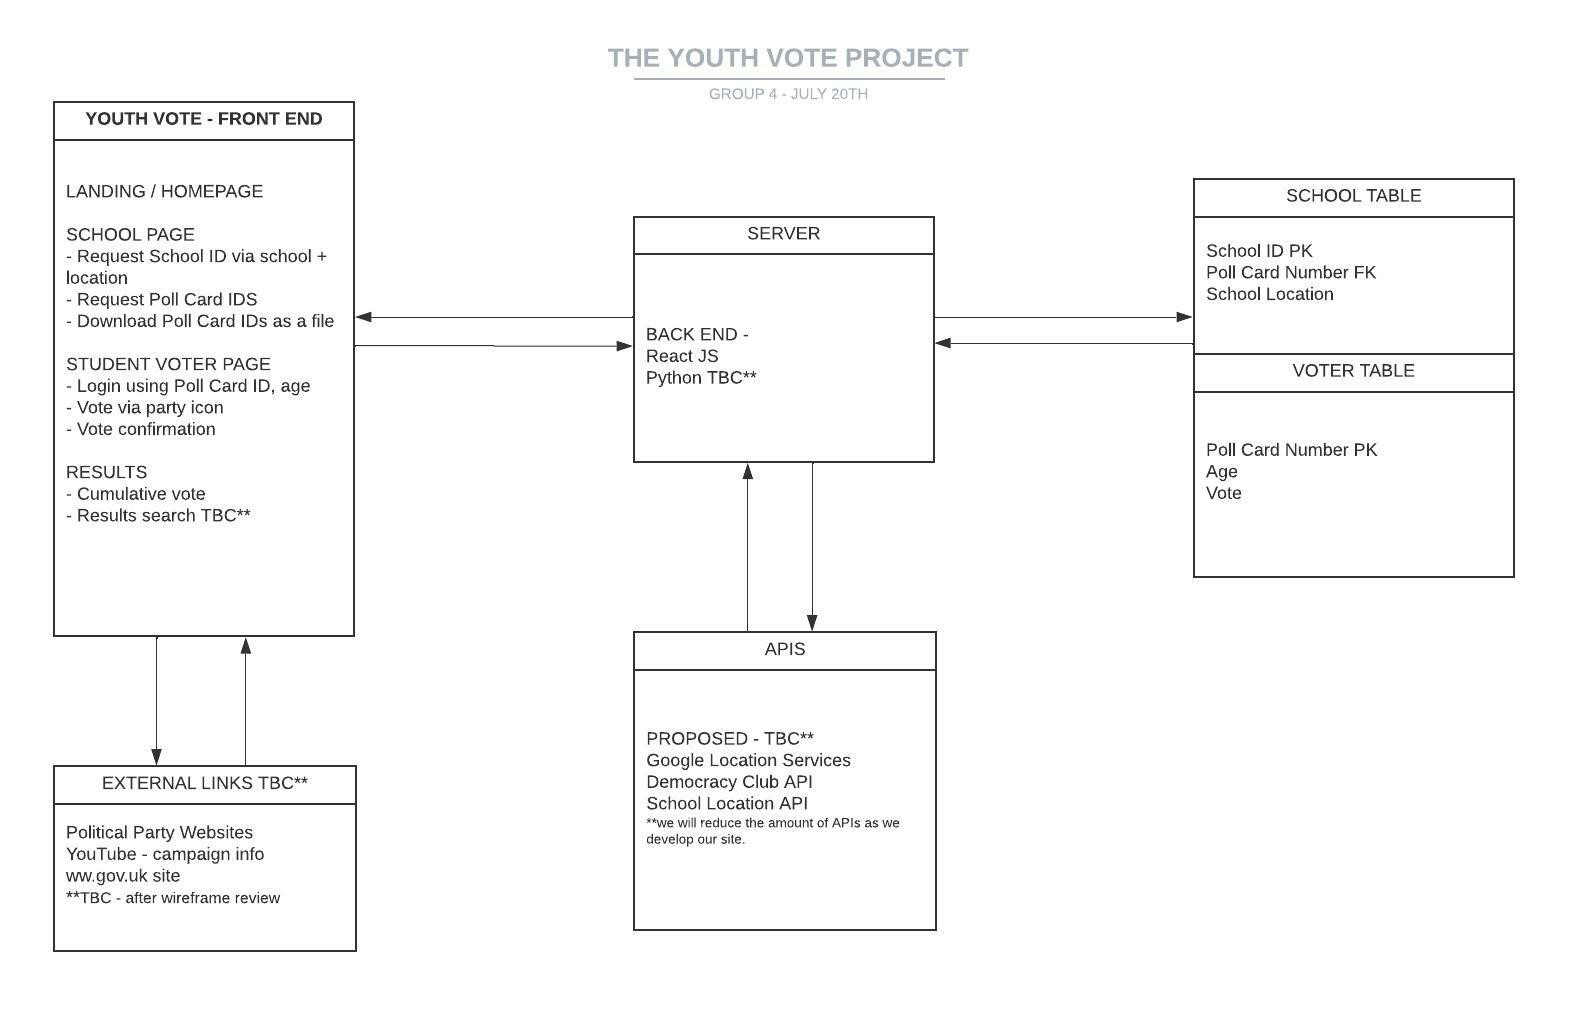 THE YOUTH VOTE PROJECT
GROUP 4 - JULY 20TH
YOUTH VOTE - FRONT END
LANDING / HOMEPAGE
SCHOOL PAGE
- Request School ID via school +
location
- Request Poll Card IDS
- Download Poll Card IDs as a file
STUDENT VOTER PAGE
- Login using Poll Card ID, age
- Vote via party icon
- Vote confirmation
RESULTS
- Cumulative vote
- Results search TBC**
SERVER
BACK END -
React JS
Python TBC**
SCHOOL TABLE
School ID PK
Poll Card Number FK
School Location
VOTER TABLE
Poll Card Number PK
Age
Vote
EXTERNAL LINKS TBC**
Political Party Websites
YouTube - campaign info
ww.gov.uk site
**TBC - after wireframe review
APIS
PROPOSED - TBC**
Google Location Services
Democracy Club API
School Location API
**we will reduce the amount of APIs as we
develop our site.